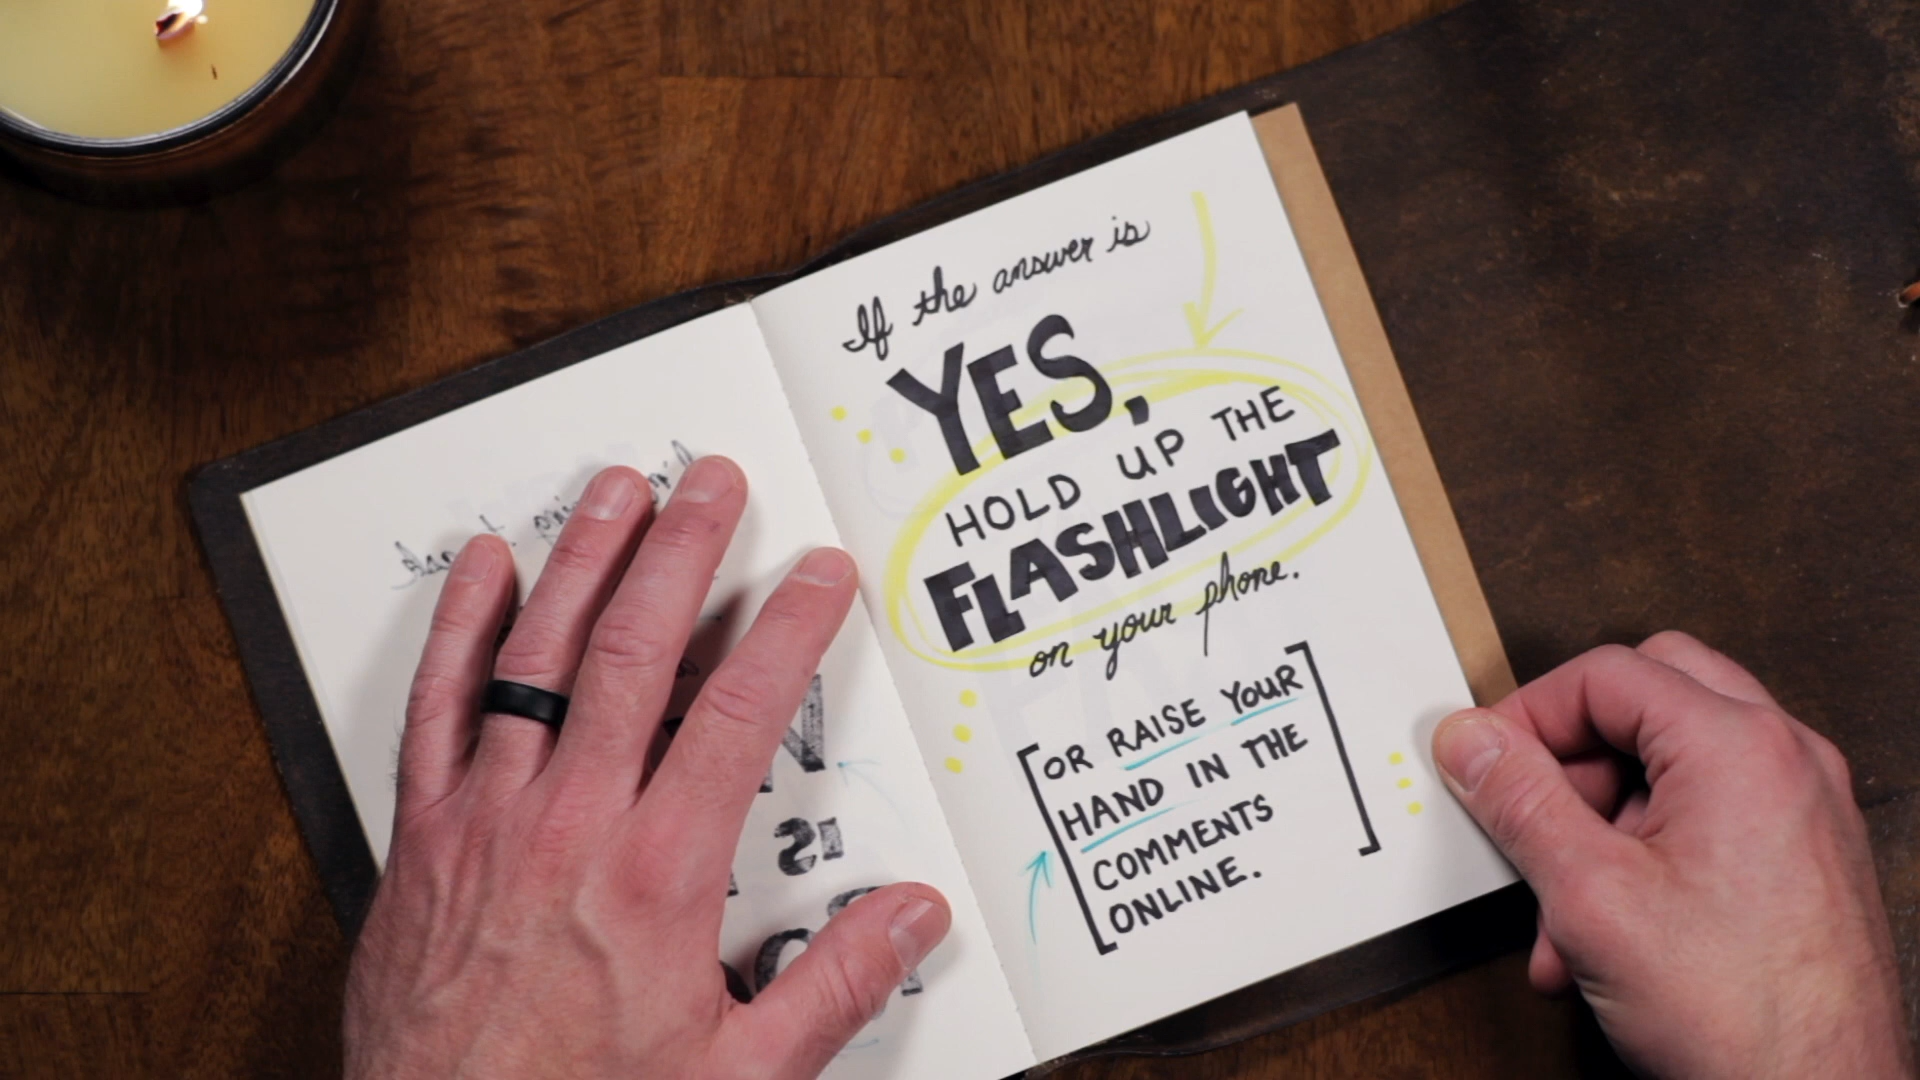 If the answer is
YES,
HOLD UP THE
FLASHLIGHT
on your phone.
[OR RAISE YOUR
HAND IN THE
COMMENTS
ONLINE.]